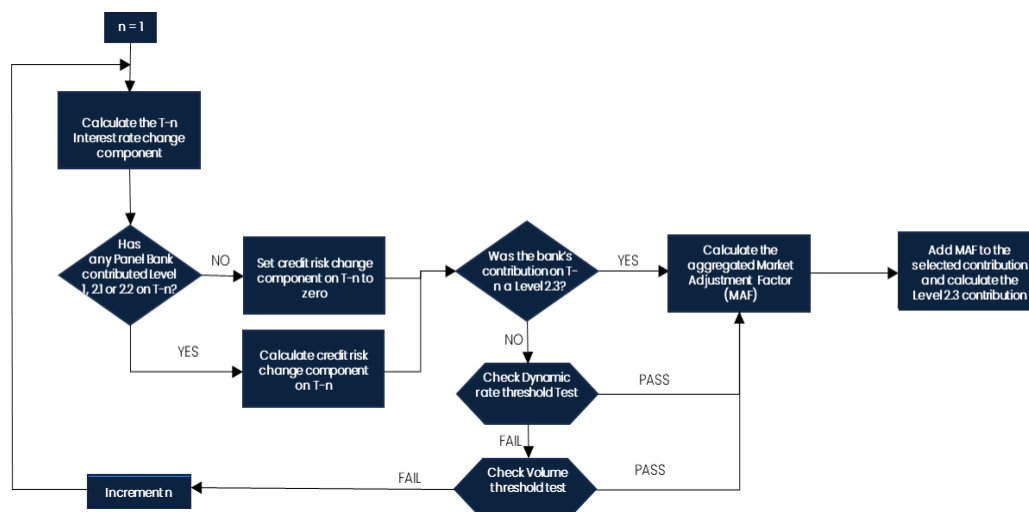 n = 1
Calculate the T-n
Interest rate change
component
Has
any Panel Bank
contributed Level
1, 2.1 or 2.2 on T-n?
NO
Set credit risk change
component on T-n to
zero
YES
Calculate credit risk
change component
on T-n
Was the bank's
contribution on T-
n a Level 2.3?
YES
Calculate the
aggregated Market
Adjustment Factor
(MAF)
Add MAF to the
selected contribution
and calculate the
Level 2.3 contribution
NO
Check Dynamic
rate threshold Test
PASS
FAIL
Check Volume
threshold test
PASS
FAIL
Increment n